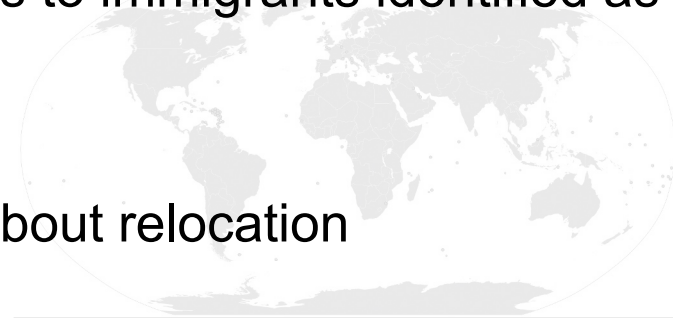 to immigrants identified as
bout relocation